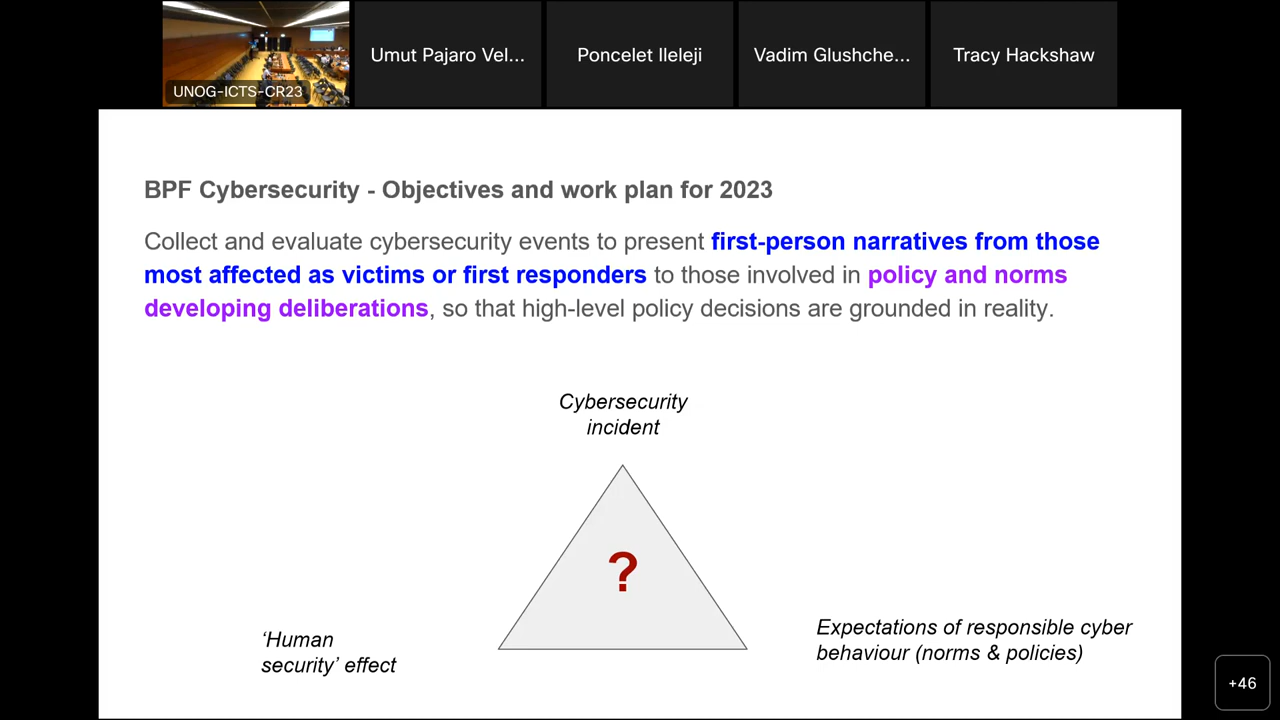 UNOG-ICTS-CR23
Umut Pajaro Vel...
Poncelet Ileleji
Vadim Glushche...
Tracy Hackshaw
BPF Cybersecurity - Objectives and work plan for 2023
Collect and evaluate cybersecurity events to present first-person narratives from those
most affected as victims or first responders to those involved in policy and norms
developing deliberations, so that high-level policy decisions are grounded in reality.
Cybersecurity
incident
?
‘Human
security’ effect
Expectations of responsible cyber
behaviour (norms & policies)
+46